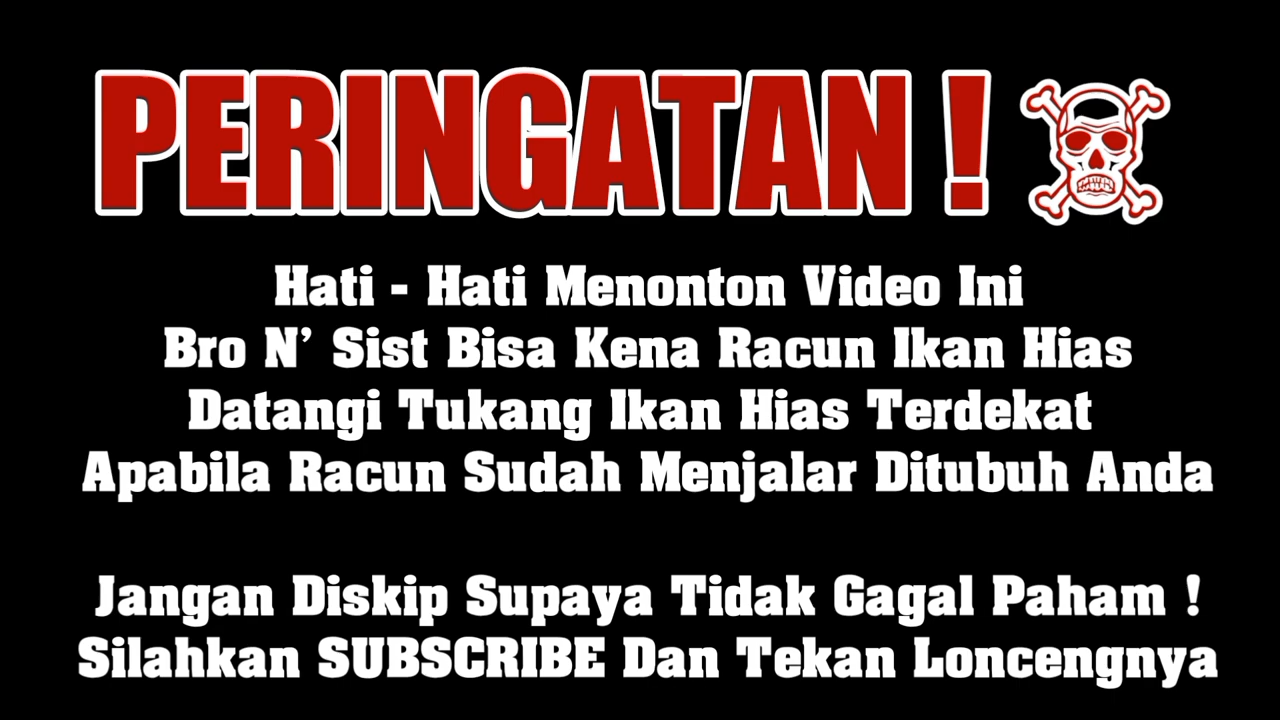 PERINGATAN !
Hati - Hati Menonton Video Ini
Bro N' Sist Bisa Kena Racun Ikan Hias
Datangi Tukang Ikan Hias Terdekat
Apabila Racun Sudah Menjalar Ditubuh Anda
Jangan Diskip Supaya Tidak Gagal Paham !
Silahkan SUBSCRIBE Dan Tekan Loncengnya